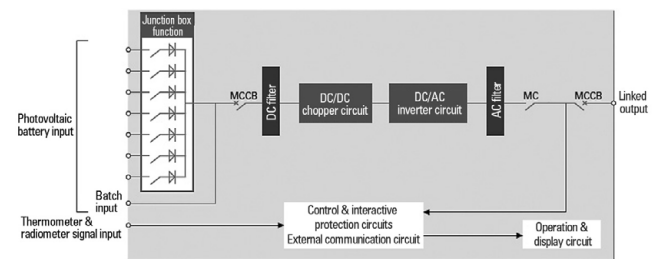 Junction box
function
Photovoltaic
battery input
MCCB
DC filter
DC/DC
chopper circuit
DC/AC
inverter circuit
AC filter
MC
MCCB
Linked
output
Batch
input
Thermometer &
radiometer signal input
Control & interactive
protection circuits
External communication circuit
Operation &
display circuit